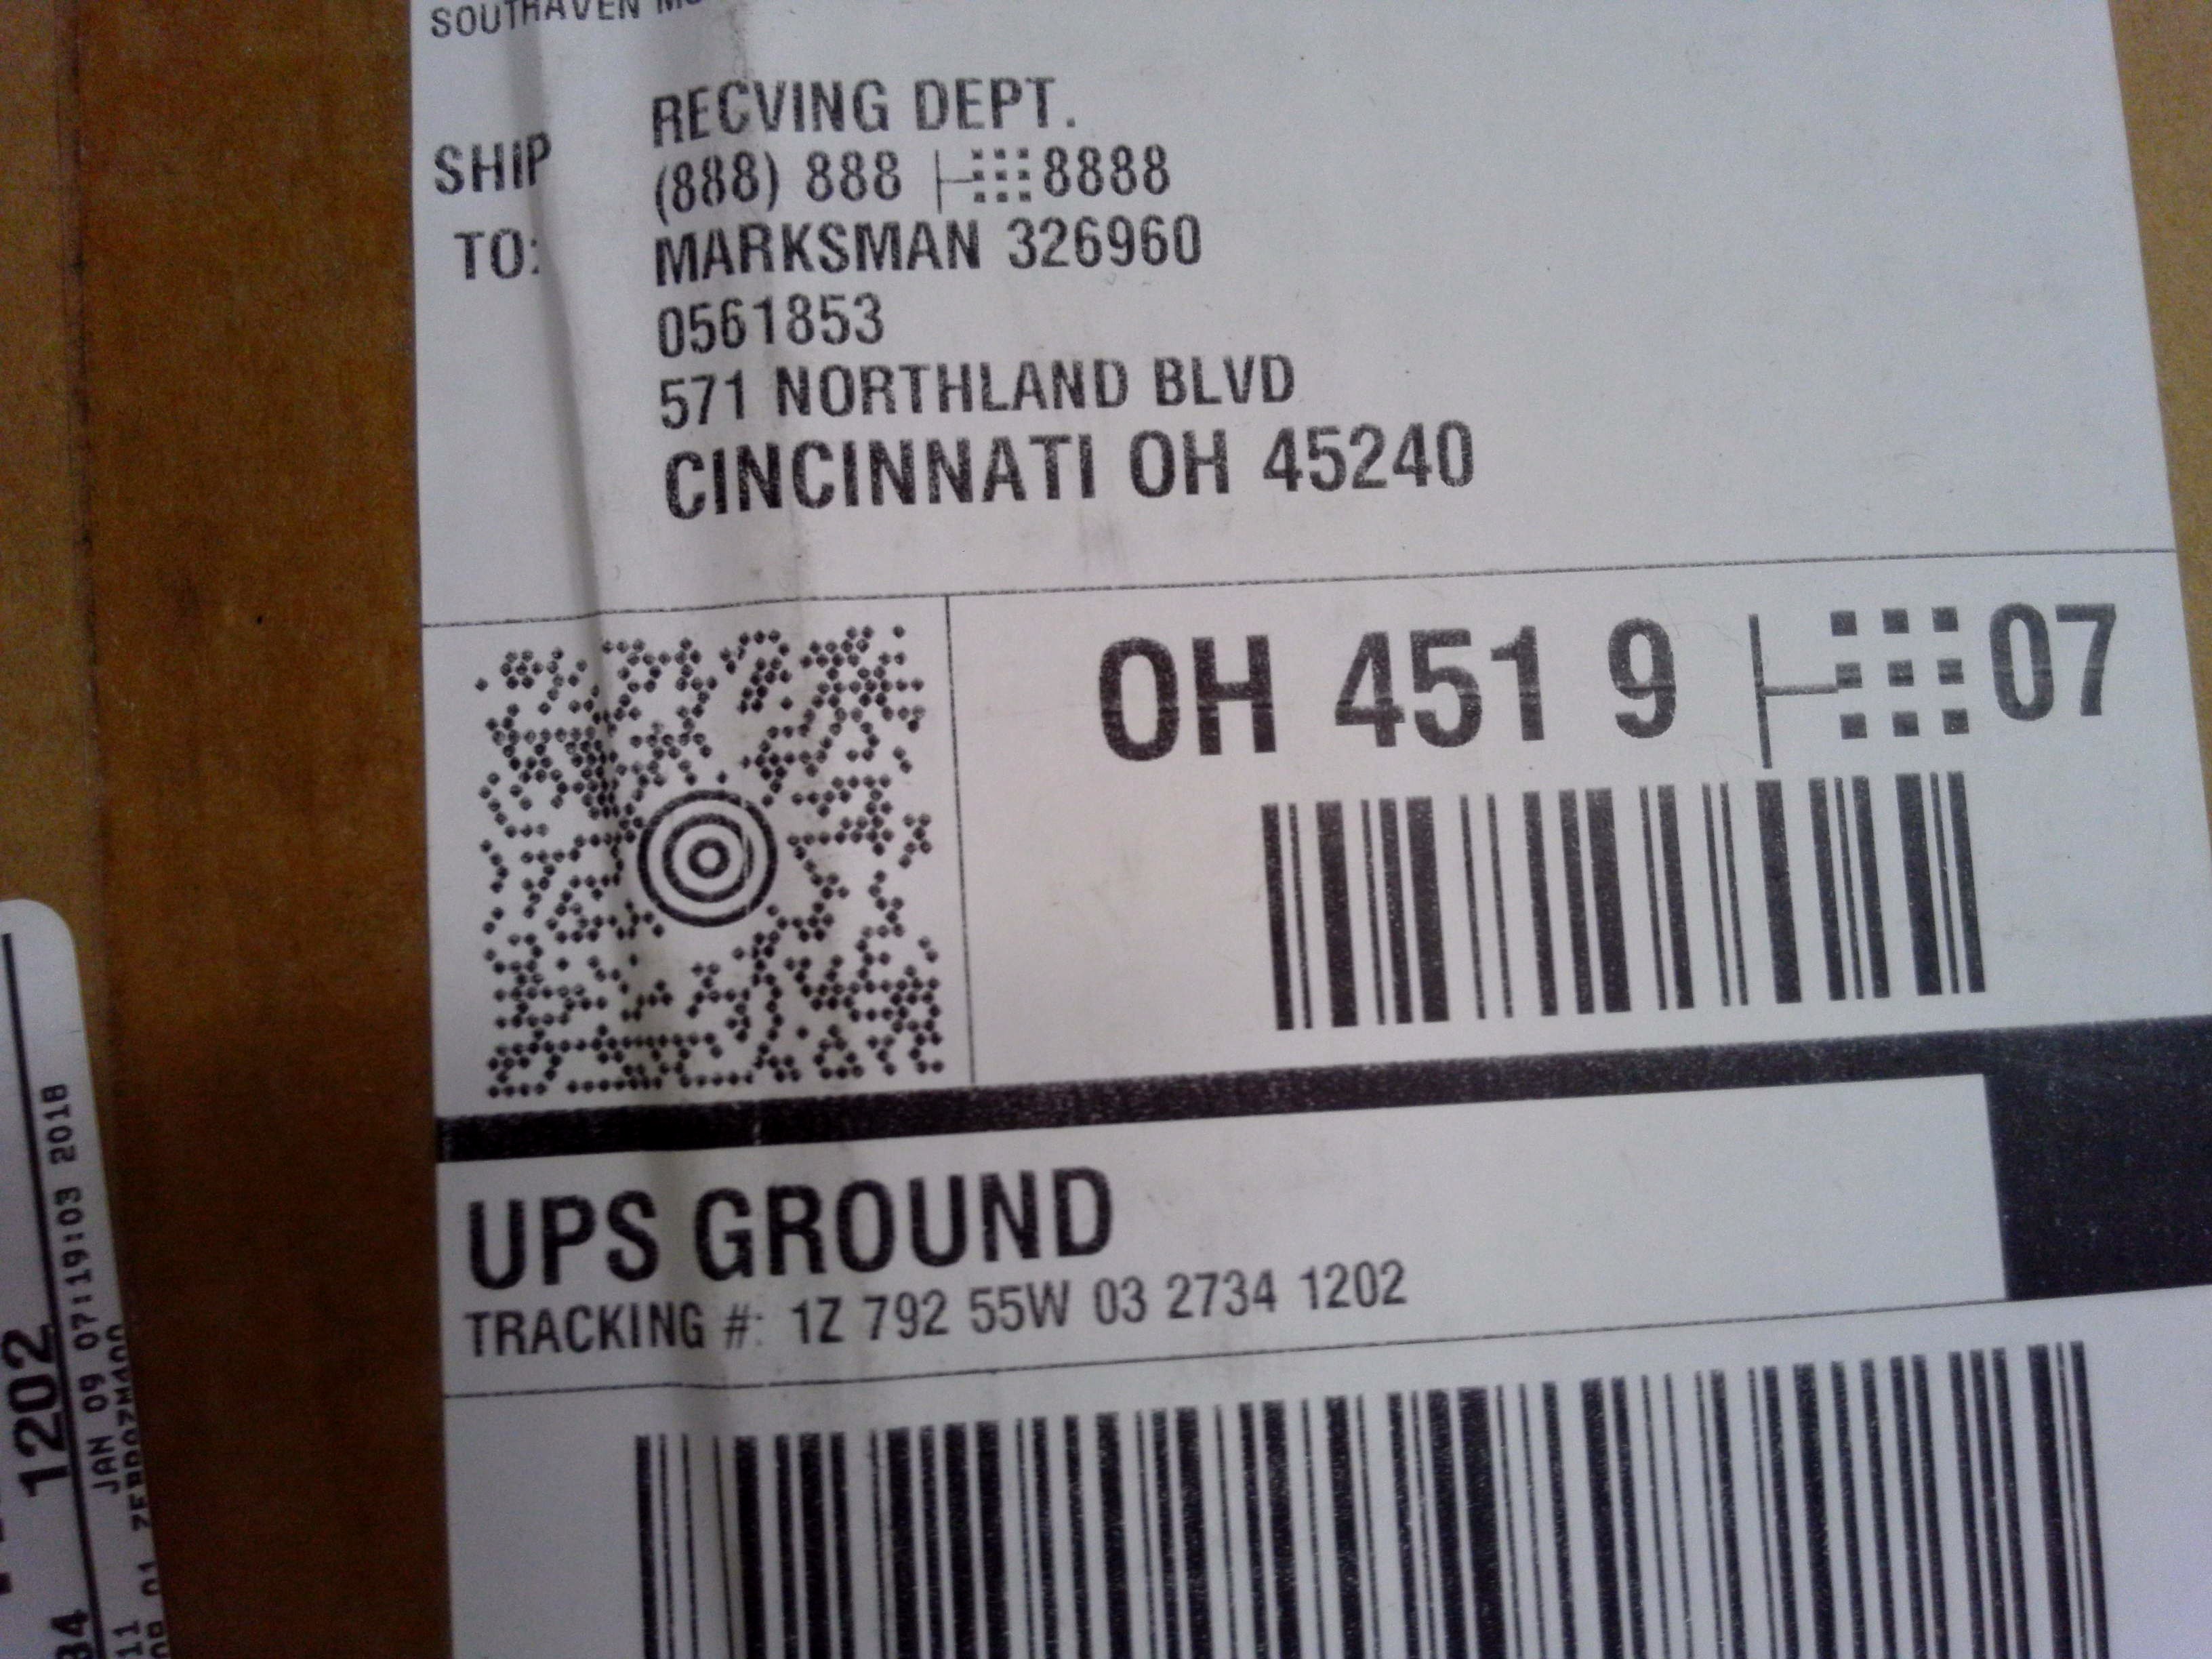 SOUTHAVEN
RECVING DEPT.
SHIP
(888) 888 8888
TO:
MARKSMAN 326960
0561853
571 NORTHLAND BLVD
CINCINNATI OH 45240
OH 451 9 07
UPS GROUND
TRACKING #: 1Z 792 55W 03 2734 1202
1202
JAN 09 07:19:03 2018